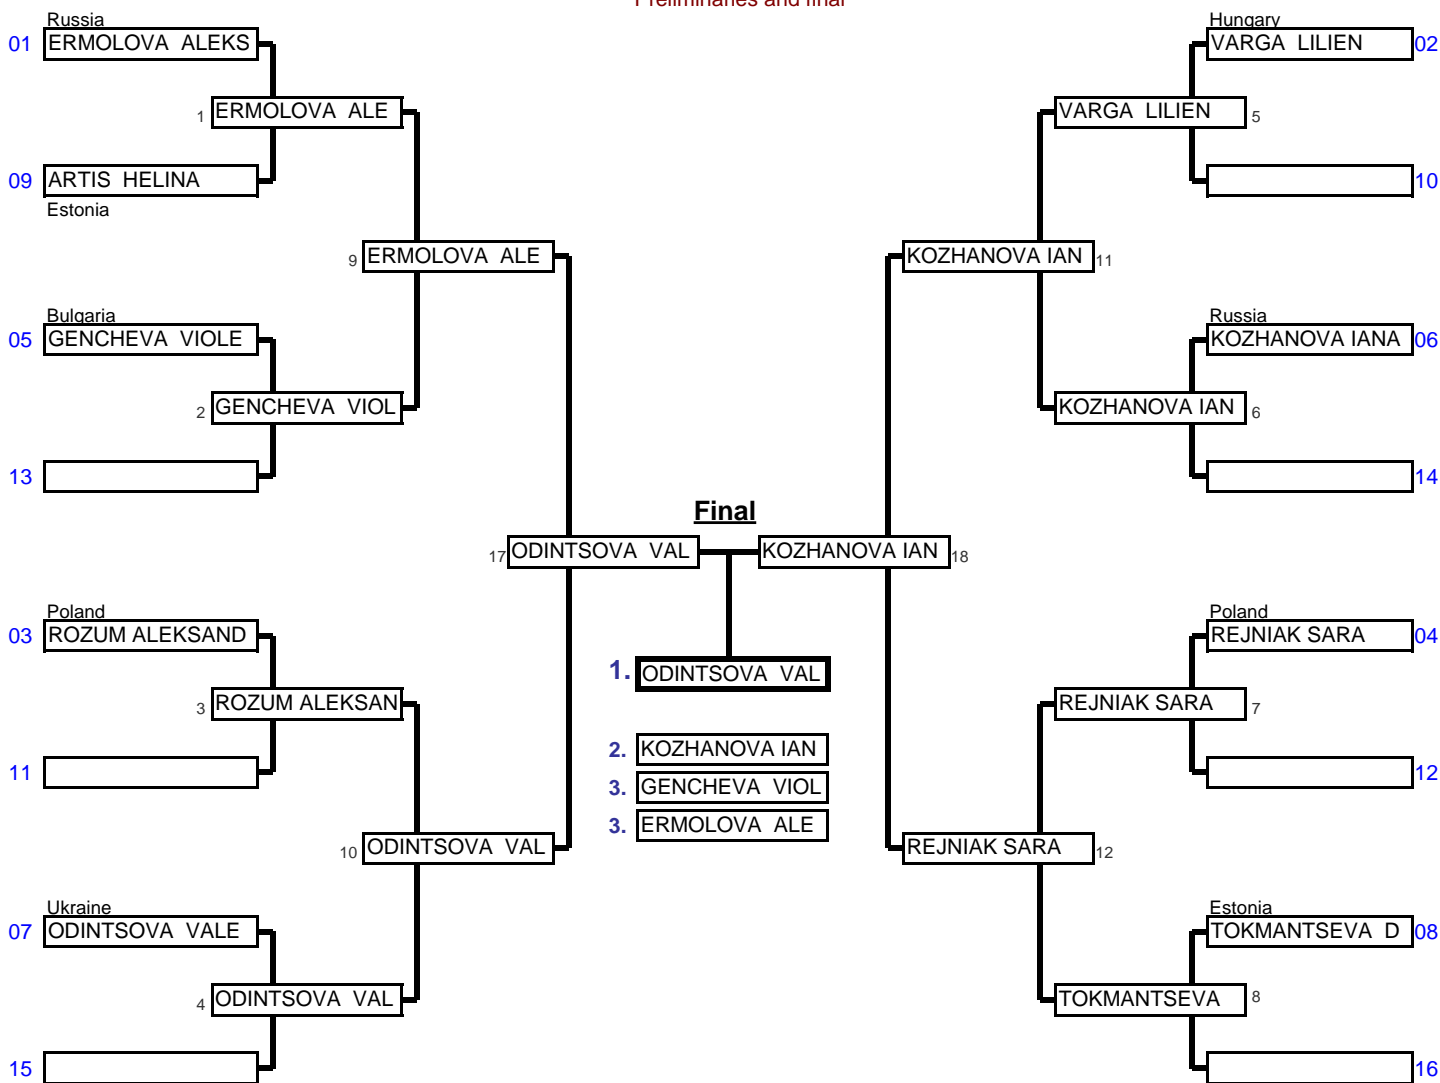 Preliminaries and final
Russia
01 ERMOLOVA ALEKS
Hungary
VARGA LILIEN 02
1 ERMOLOVA ALE
VARGA LILIEN 5
09 ARTIS HELINA
Estonia
10
9 ERMOLOVA ALE
KOZHANOVA IAN 11
Bulgaria
05 GENCHEVA VIOLE
Russia
KOZHANOVA IANA 06
2 GENCHEVA VIOL
KOZHANOVA IAN 6
13
14
Final
17 ODINTSOVA VAL
KOZHANOVA IAN 18
Poland
03 ROZUM ALEKSAND
Poland
REJNIAK SARA 04
1. ODINTSOVA VAL
3 ROZUM ALEKSAN
REJNIAK SARA 7
2. KOZHANOVA IAN
11
12
3. GENCHEVA VIOL
3. ERMOLOVA ALE
10 ODINTSOVA VAL
REJNIAK SARA 12
Ukraine
07 ODINTSOVA VALE
Estonia
TOKMANTSEVA D 08
4 ODINTSOVA VAL
TOKMANTSEVA 8
15
16